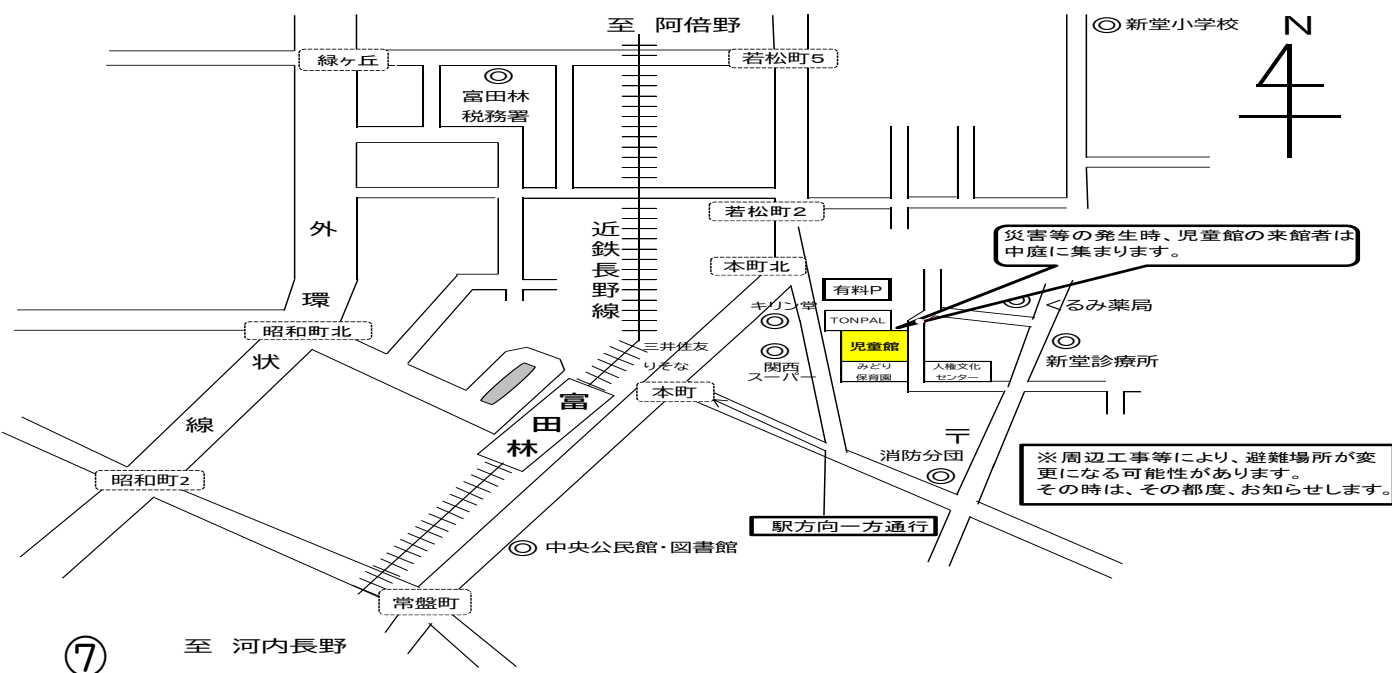 至 阿倍野
新堂小学校
N
緑ヶ丘
若松町5
富田林
税務署
若松町2
外
環
状
線
近
鉄
長
野
線
災害等の発生時、児童館の来館者は
中庭に集まります。
本町北
有料P
キリン堂
TONPAL
くるみ薬局
昭和町北
三井住友
児童館
新堂診療所
りそな
関西
スーパー
みどり
保育園
人権文化
センター
本町
富
田
林
〒
消防分団
※周辺工事等により、避難場所が変
更になる可能性があります。
その時は、その都度、お知らせします。
昭和町2
駅方向一方通行
中央公民館・図書館
常盤町
⑦
至 河内長野